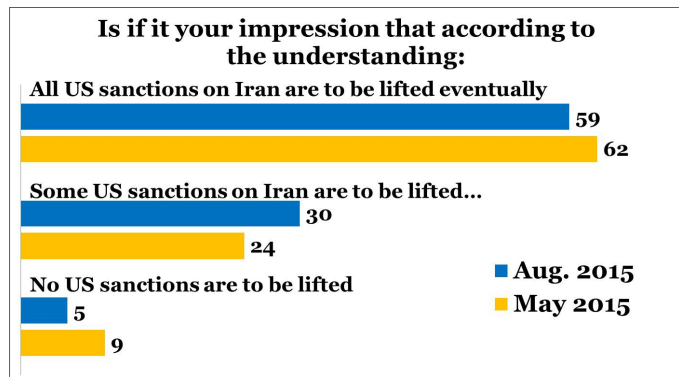 Is if it your impression that according to
the understanding:
All US sanctions on Iran are to be lifted eventually
59
62
Some US sanctions on Iran are to be lifted...
30
24
No US sanctions are to be lifted
5
9
Aug. 2015
May 2015